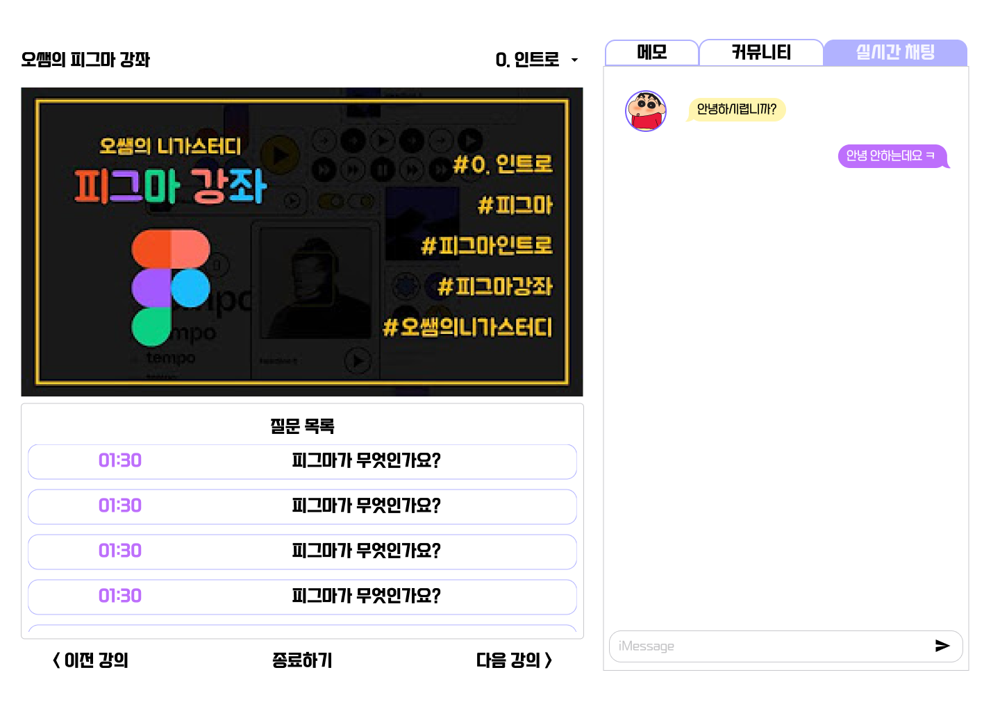 오쌤의 피그마 강좌
0. 인트로
오쌤의 니가스터디
피그마 강좌
#0. 인트로
#피그마
#피그마인트로
#피그마강좌
#오쌤의니가스터디
tempo
질문 목록
01:30 피그마가 무엇인가요?
01:30 피그마가 무엇인가요?
01:30 피그마가 무엇인가요?
01:30 피그마가 무엇인가요?
< 이전 강의
종료하기
다음 강의 >
메모
커뮤니티
실시간 채팅
안녕하시렵니까?
안녕 안하는데요 ㅋ
iMessage